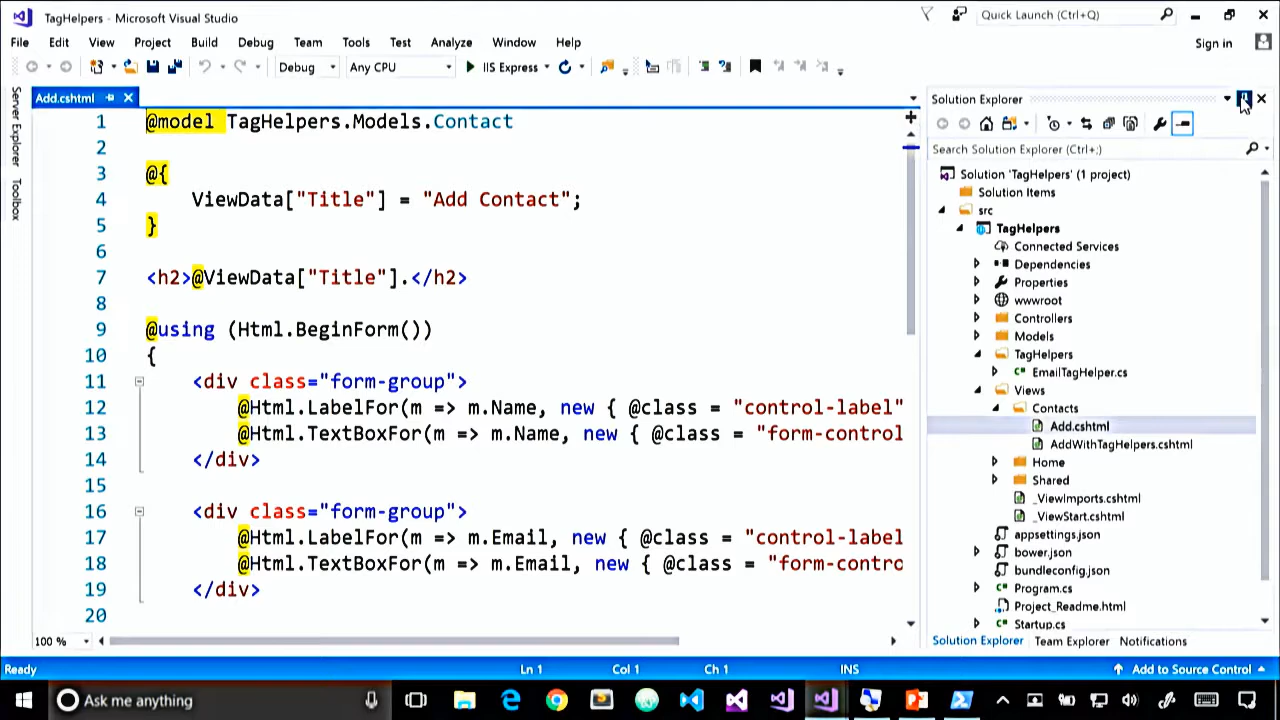 TagHelpers - Microsoft Visual Studio
Quick Launch (Ctrl+Q)
File Edit View Project Build Debug Team Tools Test Analyze Window Help
Sign in
Debug Any CPU IIS Express
Server Explorer
Toolbox
Add.cshtml
1 @model TagHelpers.Models.Contact
2
3 @{
4 ViewData["Title"] = "Add Contact";
5 }
6
7 <h2>@ViewData["Title"].</h2>
8
9 @using (Html.BeginForm())
10 {
11 <div class="form-group">
12 @Html.LabelFor(m => m.Name, new { @class = "control-label"
13 @Html.TextBoxFor(m => m.Name, new { @class = "form-control
14 </div>
15
16 <div class="form-group">
17 @Html.LabelFor(m => m.Email, new { @class = "control-label
18 @Html.TextBoxFor(m => m.Email, new { @class = "form-contro
19 </div>
20
100 %
Solution Explorer
Search Solution Explorer (Ctrl+;)
Solution 'TagHelpers' (1 project)
Solution Items
src
TagHelpers
Connected Services
Dependencies
Properties
wwwroot
Controllers
Models
TagHelpers
C# EmailTagHelper.cs
Views
Contacts
Add.cshtml
AddWithTagHelpers.cshtml
Home
Shared
_ViewImports.cshtml
_ViewStart.cshtml
appsettings.json
bower.json
bundleconfig.json
C# Program.cs
Project_Readme.html
C# Startup.cs
Solution Explorer Team Explorer Notifications
Ready Ln 1 Col 1 Ch 1 INS Add to Source Control
Ask me anything